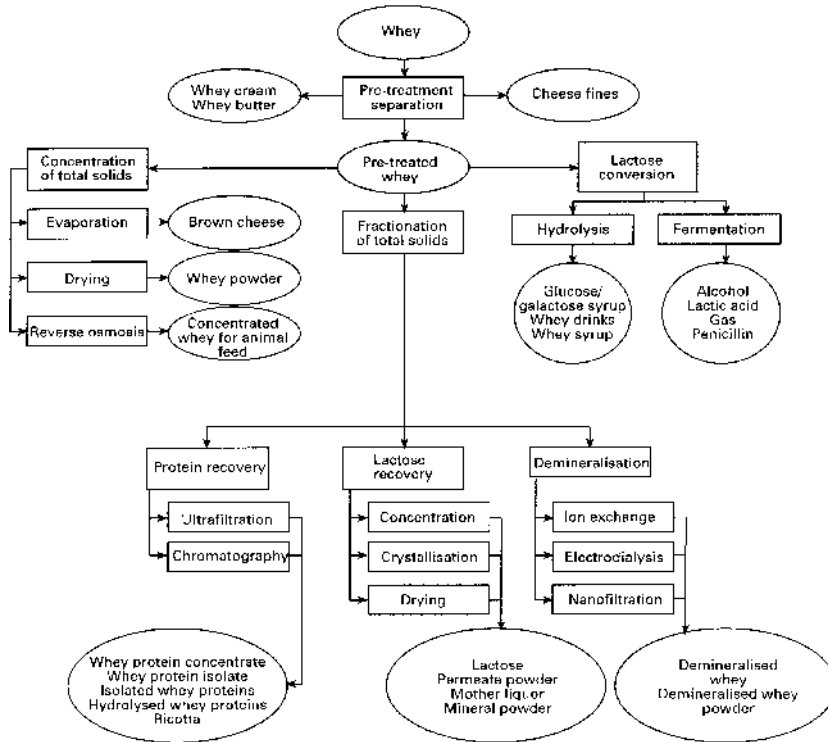 Whey
Whey cream
Whey butter
Pre-treatment
separation
Cheese fines
Concentration
of total solids
Pre-treated
whey
Lactose
conversion
Evaporation
Brown cheese
Fractionation
of total solids
Hydrolysis
Fermentation
Drying
Whey powder
Glucose/
galactose syrup
Whey drinks
Whey syrup
Alcohol
Lactic acid
Gas
Penicillin
Reverse osmosis
Concentrated
whey for animal
feed
Protein recovery
Lactose
recovery
Demineralisation
Ultrafiltration
Chromatography
Concentration
Crystallisation
Drying
Ion exchange
Electrodialysis
Nanofiltration
Whey protein concentrate
Whey protein isolate
Isolated whey proteins
Hydrolysed whey proteins
Ricotta
Lactose
Permeate powder
Mother liquor
Mineral powder
Demineralised
whey
Demineralised whey
powder